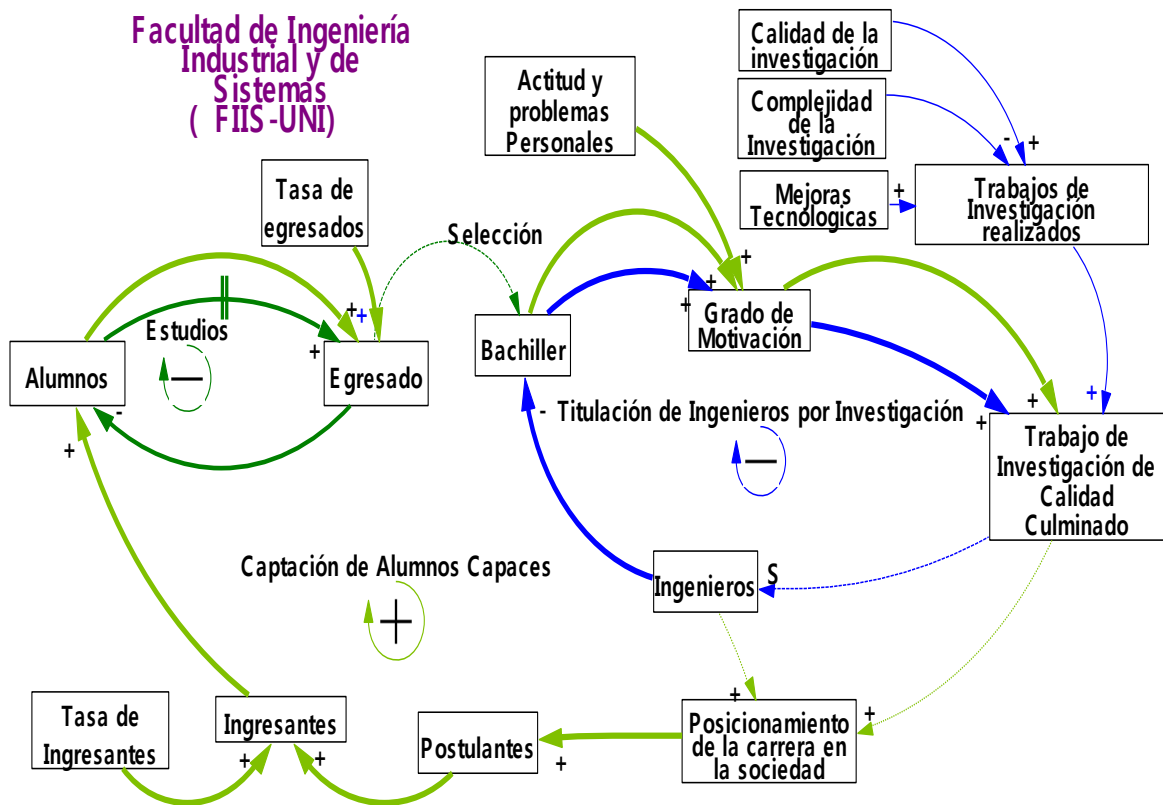 Facultad de Ingeniería
Industrial y de
Sistemas
( FIIS-UNI)
Calidad de la
investigación
Actitud y
problemas
Personales
Complejidad
de la
Investigación
-
+
Tasa de
egresados
Mejoras
Tecnológicas
+
Trabajos de
Investigación
realizados
Selección
+
+
+
+
+
Estudios
+
Alumnos
-
Egresado
Bachiller
Grado de
Motivación
+
+
+
+
- Titulación de Ingenieros por Investigación
Trabajo de
Investigación de
Calidad
Culminado
Captación de Alumnos Capaces
Ingenieros
S
+
+
Tasa de
Ingresantes
Ingresantes
Postulantes
Posicionamiento
de la carrera en
la sociedad
+
+
+